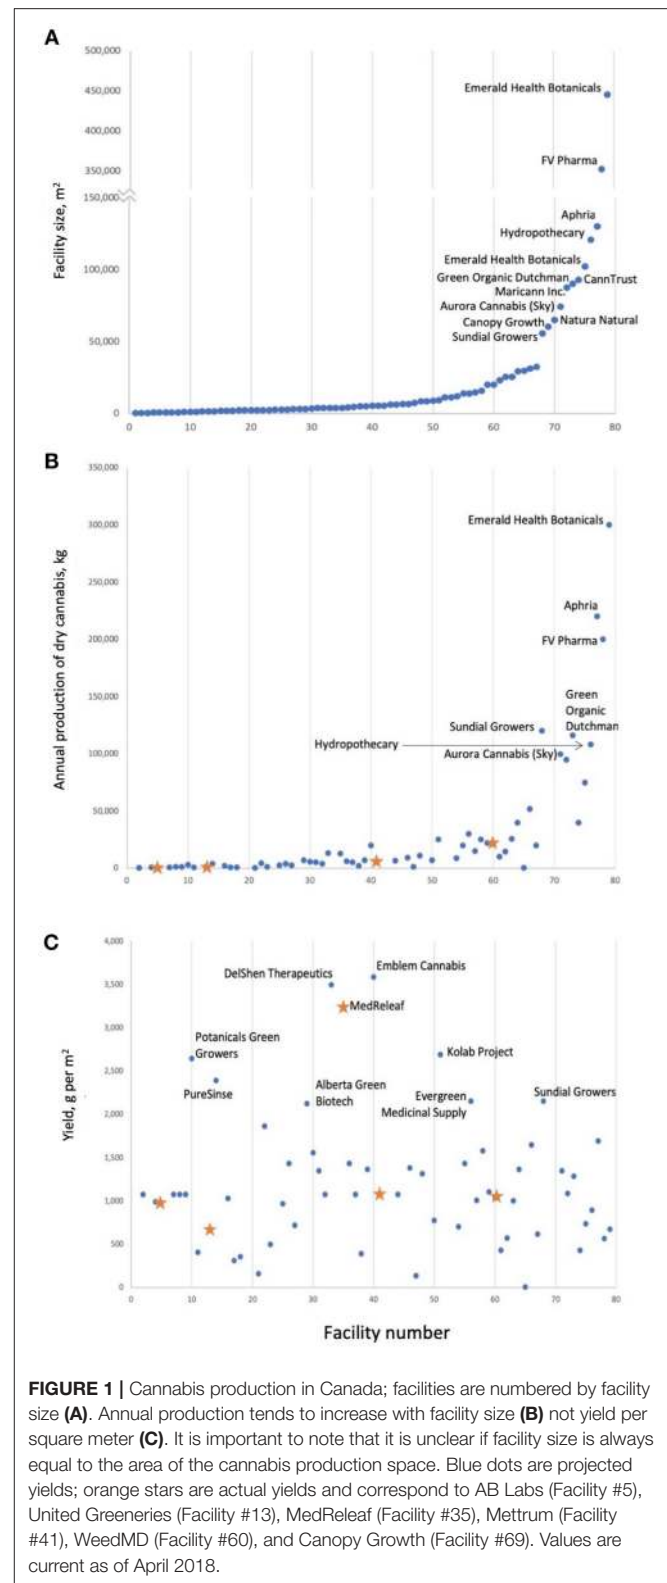 A
500,000
450,000
400,000
350,000
150,000
100,000
50,000
0
Facility size, m²
Emerald Health Botanicals
FV Pharma
Aphria
Hydropothecary
Emerald Health Botanicals
Green Organic Dutchman
CannTrust
Maricann Inc.
Aurora Cannabis (Sky)
Canopy Growth
Natura Natural
Sundial Growers
0 10 20 30 40 50 60 70 80
B
350,000
300,000
250,000
200,000
150,000
100,000
50,000
0
Annual production of dry cannabis, kg
Emerald Health Botanicals
Aphria
FV Pharma
Green
Organic
Dutchman
Sundial Growers
Hydropothecary
Aurora Cannabis (Sky)
0 10 20 30 40 50 60 70 80
C
4,000
3,500
3,000
2,500
2,000
1,500
1,000
500
0
Yield, g per m²
DelShen Therapeutics
Emblem Cannabis
MedReleaf
Potanicals Green
Growers
Kolab Project
PureSinse
Alberta Green
Biotech
Evergreen
Medicinal Supply
Sundial Growers
0 10 20 30 40 50 60 70 80
Facility number
FIGURE 1 | Cannabis production in Canada; facilities are numbered by facility
size (A). Annual production tends to increase with facility size (B) not yield per
square meter (C). It is important to note that it is unclear if facility size is always
equal to the area of the cannabis production space. Blue dots are projected
yields; orange stars are actual yields and correspond to AB Labs (Facility #5),
United Greeneries (Facility #13), MedReleaf (Facility #35), Mettrum (Facility
#41), WeedMD (Facility #60), and Canopy Growth (Facility #69). Values are
current as of April 2018.